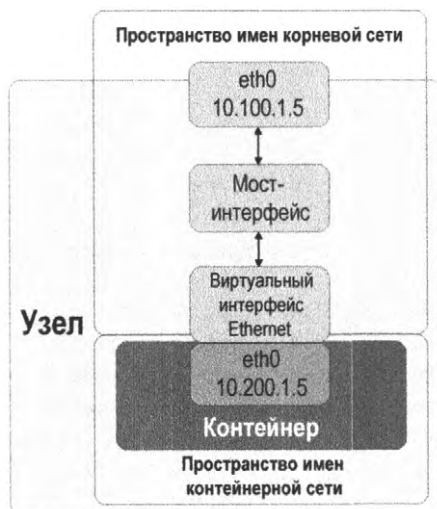 Пространство имен корневой сети
eth0
10.100.1.5
Мост-
интерфейс
Виртуальный
интерфейс
Ethernet
Узел
eth0
10.200.1.5
Контейнер
Пространство имен
контейнерной сети